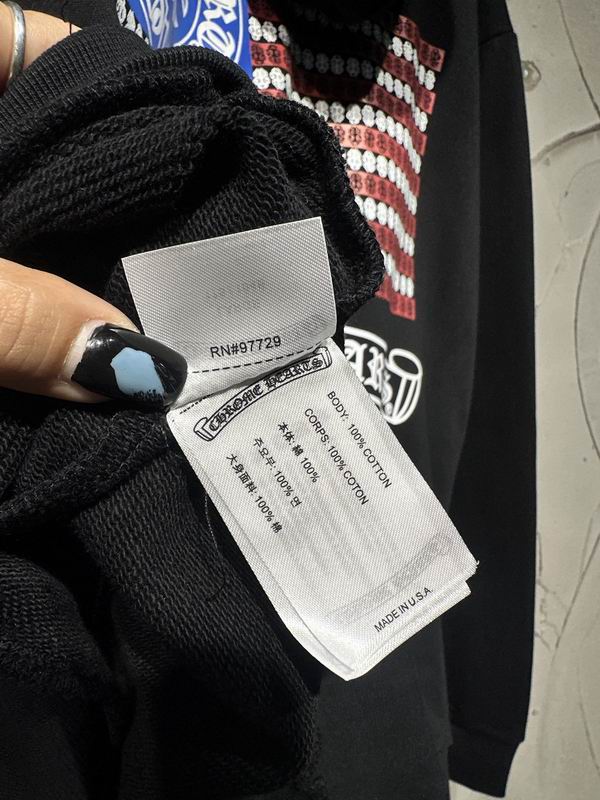 RN#97729
CHROME HEARTS
BODY: 100% COTTON
CORPS: 100% COTON
本体: 綿 100%
주요부: 100% 면
大身面料: 100% 棉
MADE IN U.S.A.